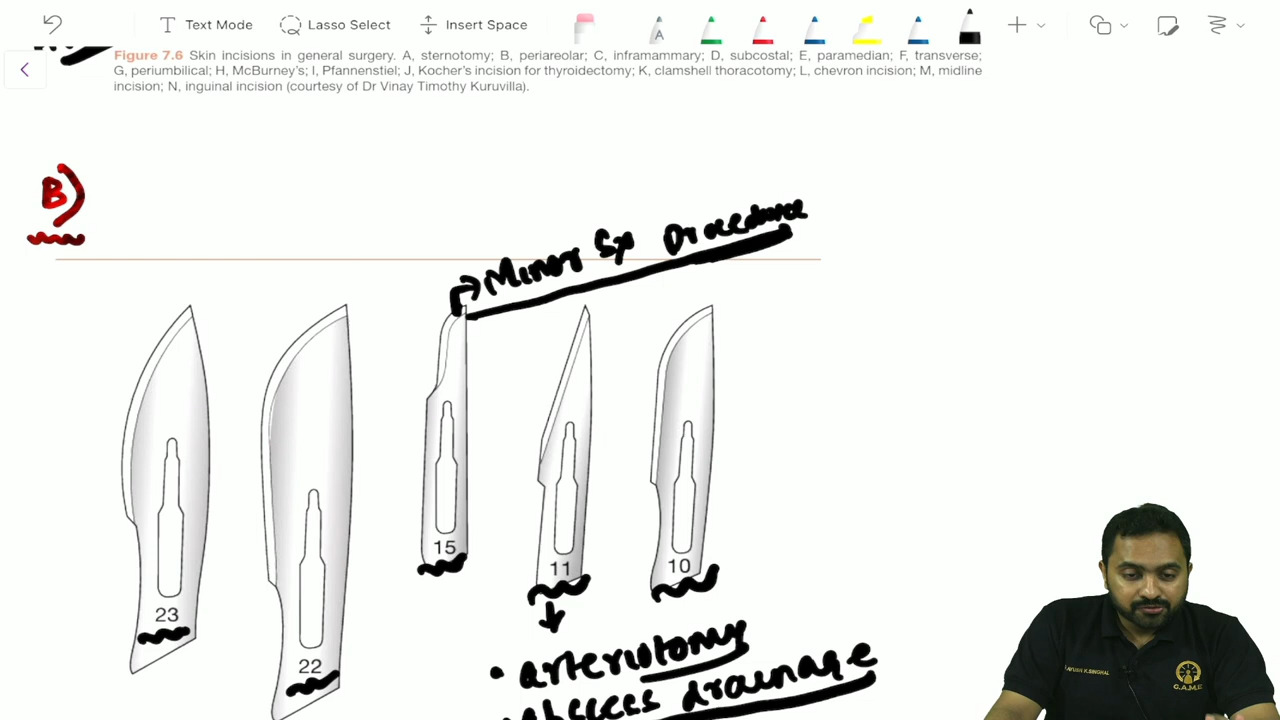 Text Mode
Lasso Select
Insert Space
A
Figure 7.6 Skin incisions in general surgery. A, sternotomy; B, periareolar; C, inframammary; D, subcostal; E, paramedian; F, transverse;
G, periumbilical; H, McBurney's; I, Pfannenstiel; J, Kocher's incision for thyroidectomy; K, clamshell thoracotomy; L, chevron incision; M, midline
incision; N, inguinal incision (courtesy of Dr Vinay Timothy Kuruvilla).
B)
Minor Sx Procedure
15
11
10
23
22
• arteriotomy
• abscess drainage
AYUSH K.SINGHAL
G.A.M.E